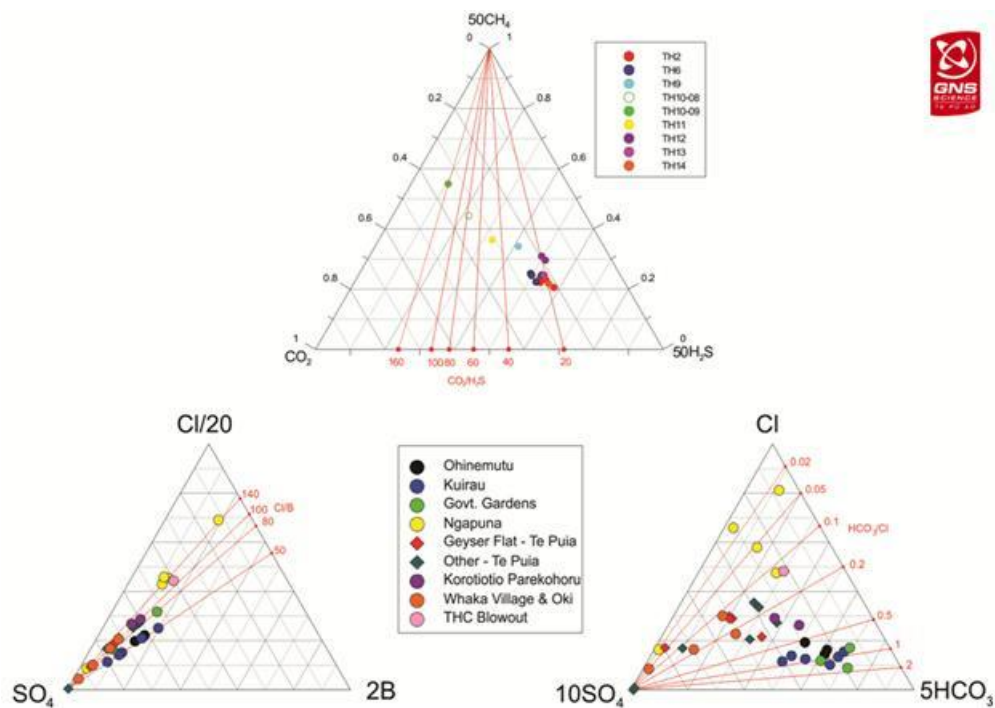 50CH₄
0 1
TH2
TH6
TH9
TH10-08
TH10-09
TH11
TH12
TH13
TH14
GNS
SCIENCE
TE PŪ AO
0.2 0.8
0.4 0.6
0.6 0.4
0.8 0.2
1 0
CO₂ 50H₂S
160 100 80 60 40 20
CO₂/H₂S
Cl/20
140
Cl/B
100
80
50
SO₄ 2B
Ohinemutu
Kuirau
Govt. Gardens
Ngapuna
Geyser Flat - Te Puia
Other - Te Puia
Korotiotio Parekohoru
Whaka Village & Oki
THC Blowout
Cl
0.02
0.05
0.1
HCO₃/Cl
0.2
0.5
1
2
10SO₄ 5HCO₃